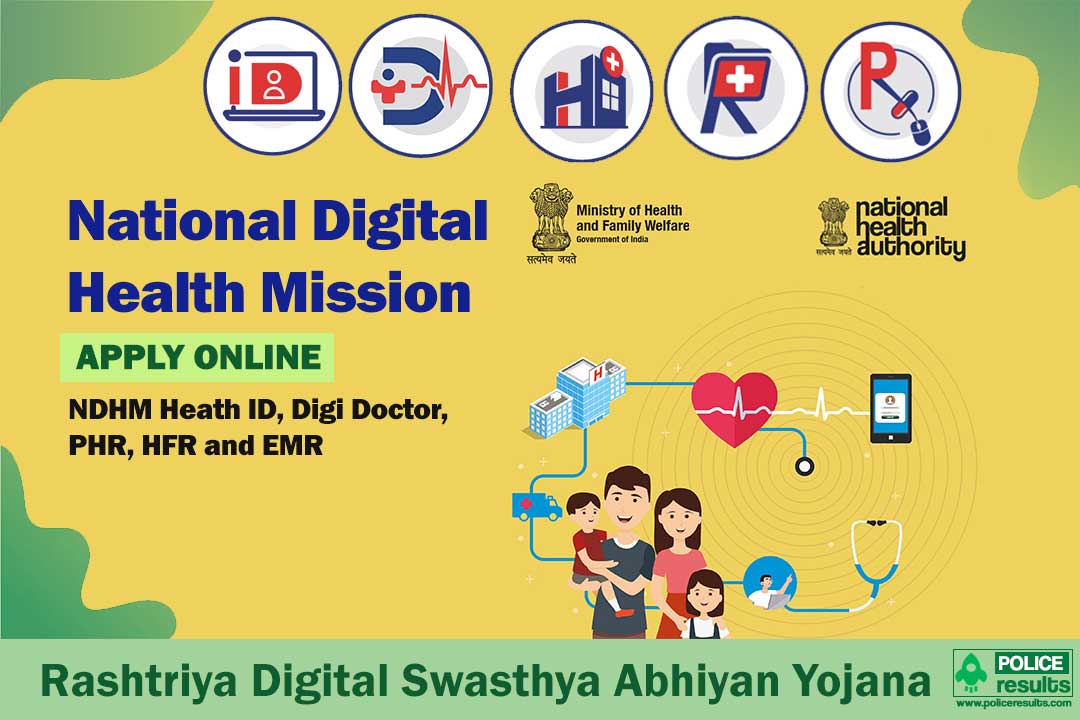 iD
D
H
R
R
National Digital
Health Mission
APPLY ONLINE
NDHM Heath ID, Digi Doctor,
PHR, HFR and EMR
Ministry of Health
and Family Welfare
Government of India
सत्यमेव जयते
national
health
authority
सत्यमेव जयते
H
Rashtriya Digital Swasthya Abhiyan Yojana
POLICE
results
www.policeresults.com